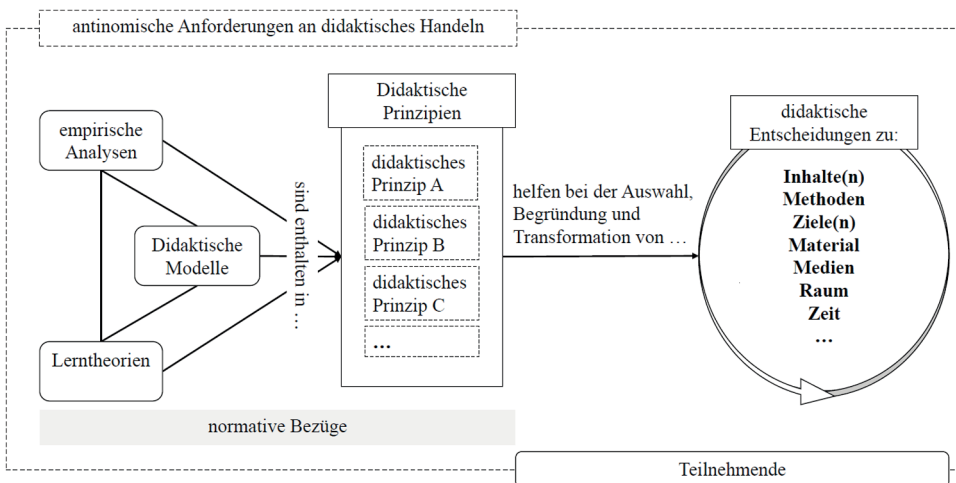 antinomische Anforderungen an didaktisches Handeln
empirische
Analysen
Didaktische
Modelle
Lerntheorien
sind enthalten in …
Didaktische
Prinzipien
didaktisches
Prinzip A
didaktisches
Prinzip B
didaktisches
Prinzip C
…
helfen bei der Auswahl,
Begründung und
Transformation von …
didaktische
Entscheidungen zu:
Inhalte(n)
Methoden
Ziele(n)
Material
Medien
Raum
Zeit
…
normative Bezüge
Teilnehmende